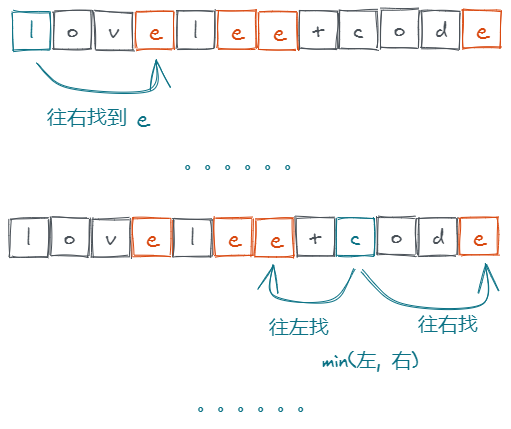 l o v e l e e t c o d e
往右找到 e
。。。。。。
l o v e l e e t c o d e
往左找 往右找
min(左, 右)
。。。。。。